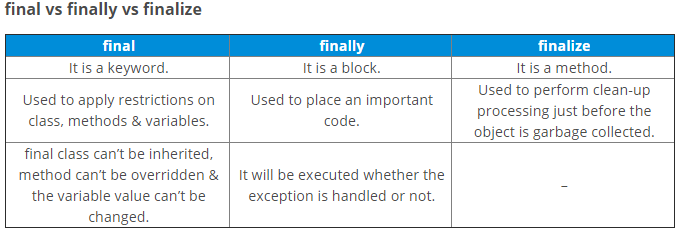 final vs finally vs finalize
final
finally
finalize
It is a keyword.
It is a block.
It is a method.
Used to apply restrictions on
class, methods & variables.
Used to place an important
code.
Used to perform clean-up
processing just before the
object is garbage collected.
final class can’t be inherited,
method can’t be overridden &
the variable value can’t be
changed.
It will be executed whether the
exception is handled or not.
–